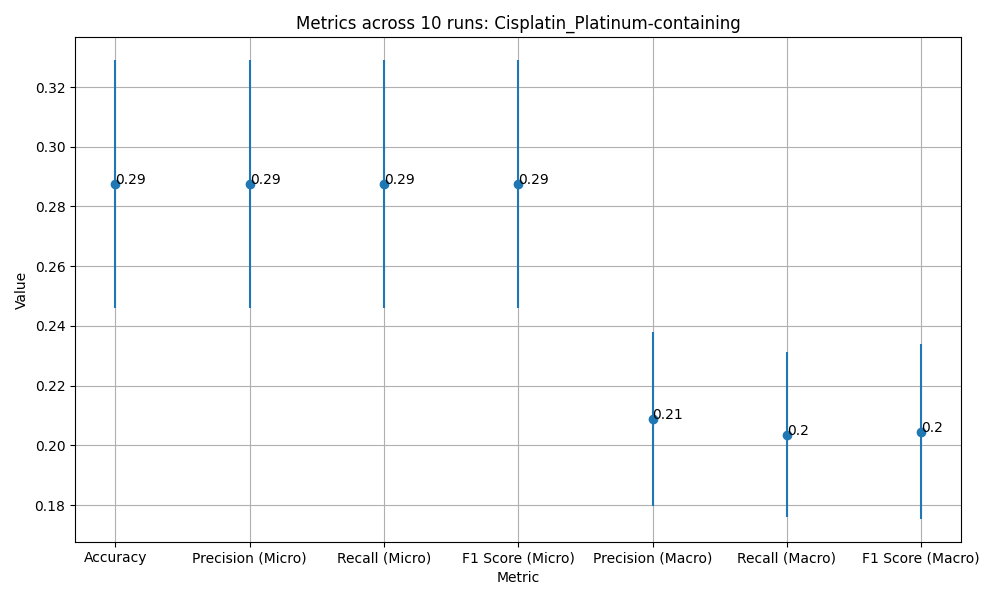 Metrics across 10 runs: Cisplatin_Platinum-containing
Value
0.32
0.30
0.28
0.26
0.24
0.22
0.20
0.18
0.29
0.29
0.29
0.29
0.21
0.2
0.2
Accuracy
Precision (Micro)
Recall (Micro)
F1 Score (Micro)
Precision (Macro)
Recall (Macro)
F1 Score (Macro)
Metric